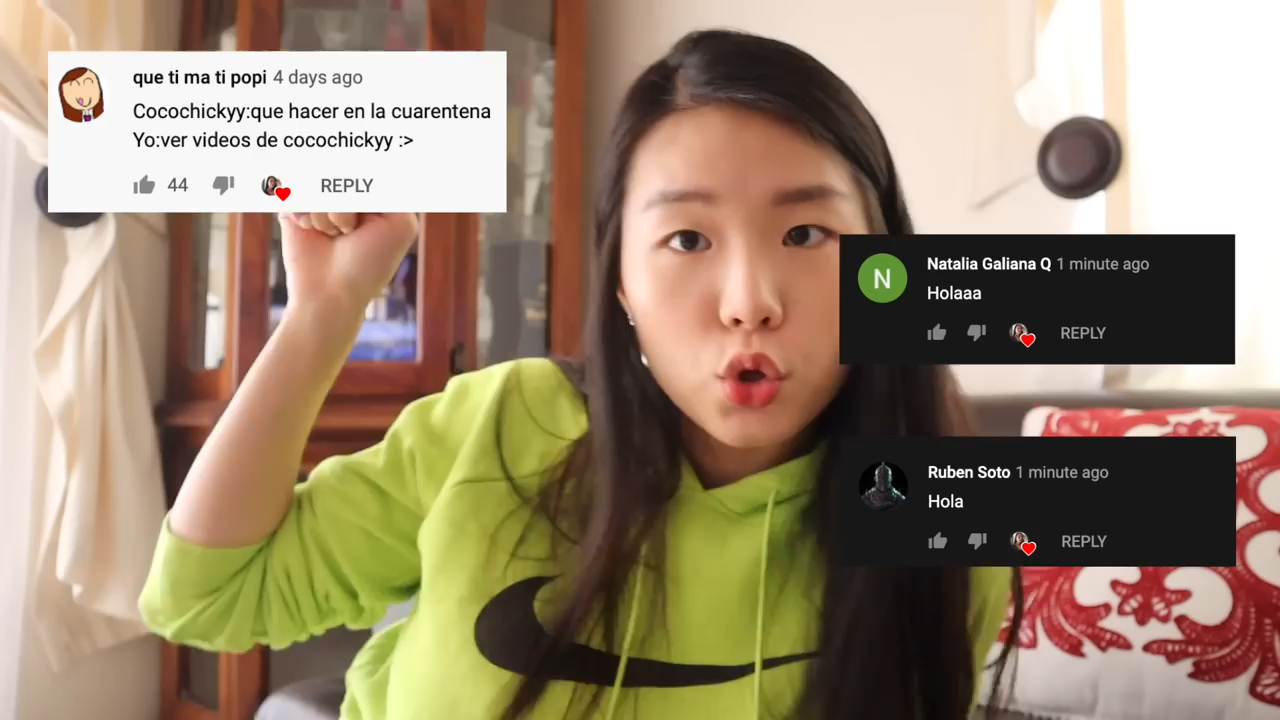 que ti ma ti popi 4 days ago
Cocochickyy:que hacer en la cuarentena
Yo:ver videos de cocochickyy :>
44 REPLY
N
Natalia Galiana Q 1 minute ago
Holaaa
REPLY
Ruben Soto 1 minute ago
Hola
REPLY